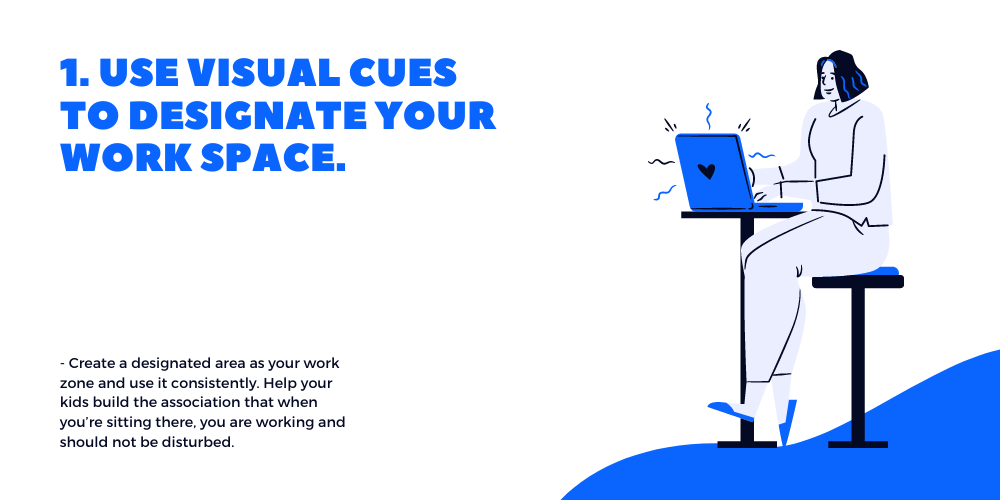 1. USE VISUAL CUES
TO DESIGNATE YOUR
WORK SPACE.
- Create a designated area as your work
zone and use it consistently. Help your
kids build the association that when
you’re sitting there, you are working and
should not be disturbed.